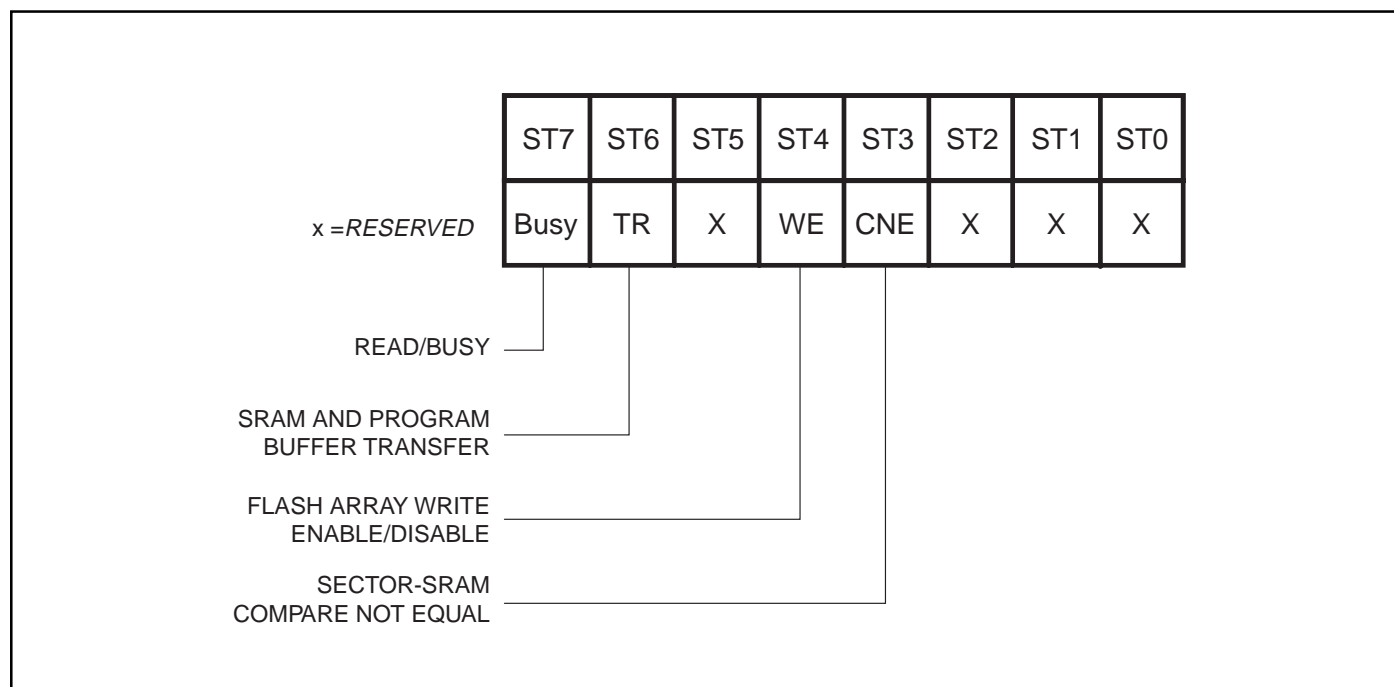 ST7 ST6 ST5 ST4 ST3 ST2 ST1 ST0
x =RESERVED Busy TR X WE CNE X X X
READ/BUSY
SRAM AND PROGRAM
BUFFER TRANSFER
FLASH ARRAY WRITE
ENABLE/DISABLE
SECTOR-SRAM
COMPARE NOT EQUAL